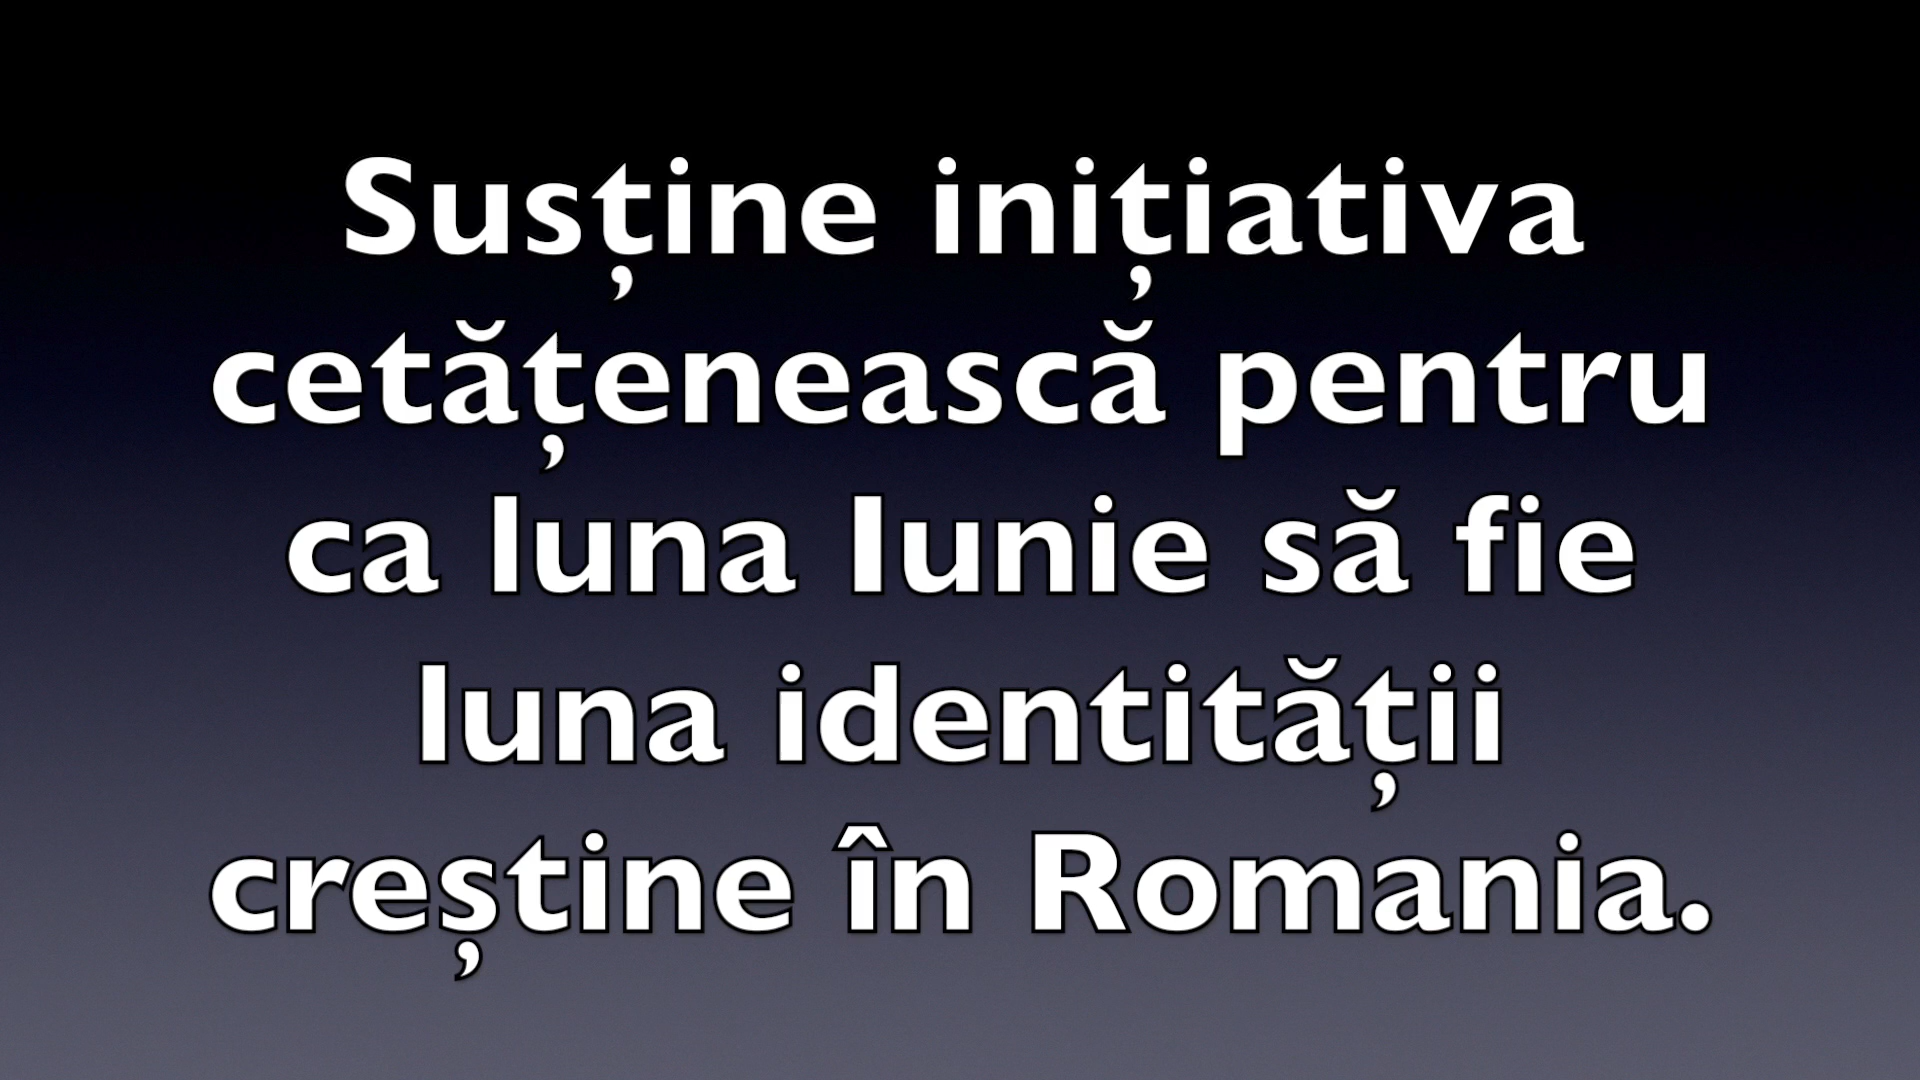 Susține inițiativa
cetățenească pentru
ca luna Iunie să fie
luna identității
creștine în Romania.